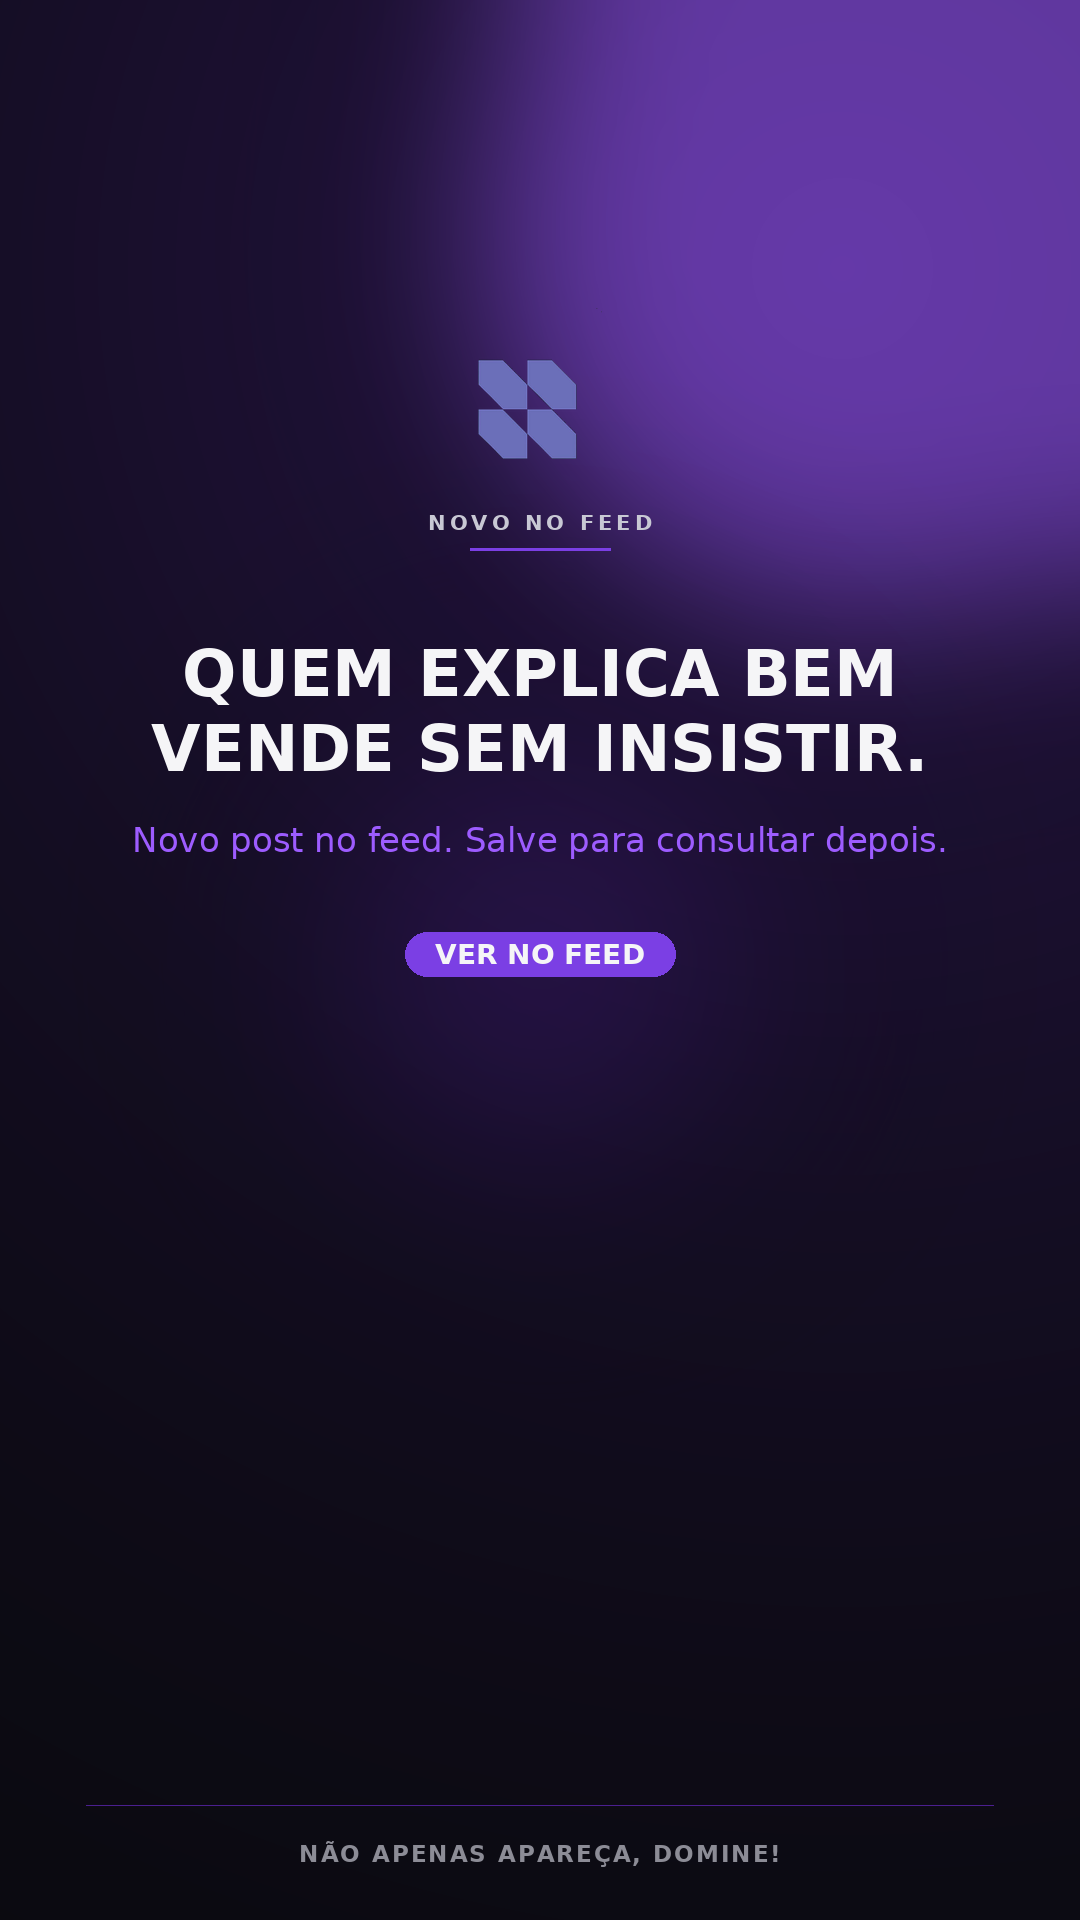 NOVO NO FEED
QUEM EXPLICA BEM
VENDE SEM INSISTIR.
Novo post no feed. Salve para consultar depois.
VER NO FEED
NÃO APENAS APAREÇA, DOMINE!